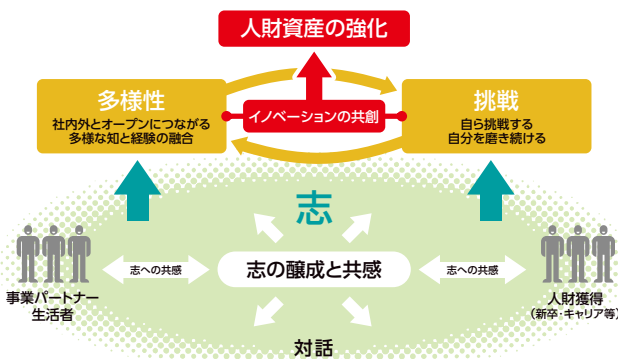 人財資産の強化
多様性
社内外とオープンにつながる
多様な知と経験の融合
イノベーションの共創
挑戦
自ら挑戦する
自分を磨き続ける
志
志への共感
志の醸成と共感
志への共感
事業パートナー
生活者
人財獲得
（新卒・キャリア等）
対話